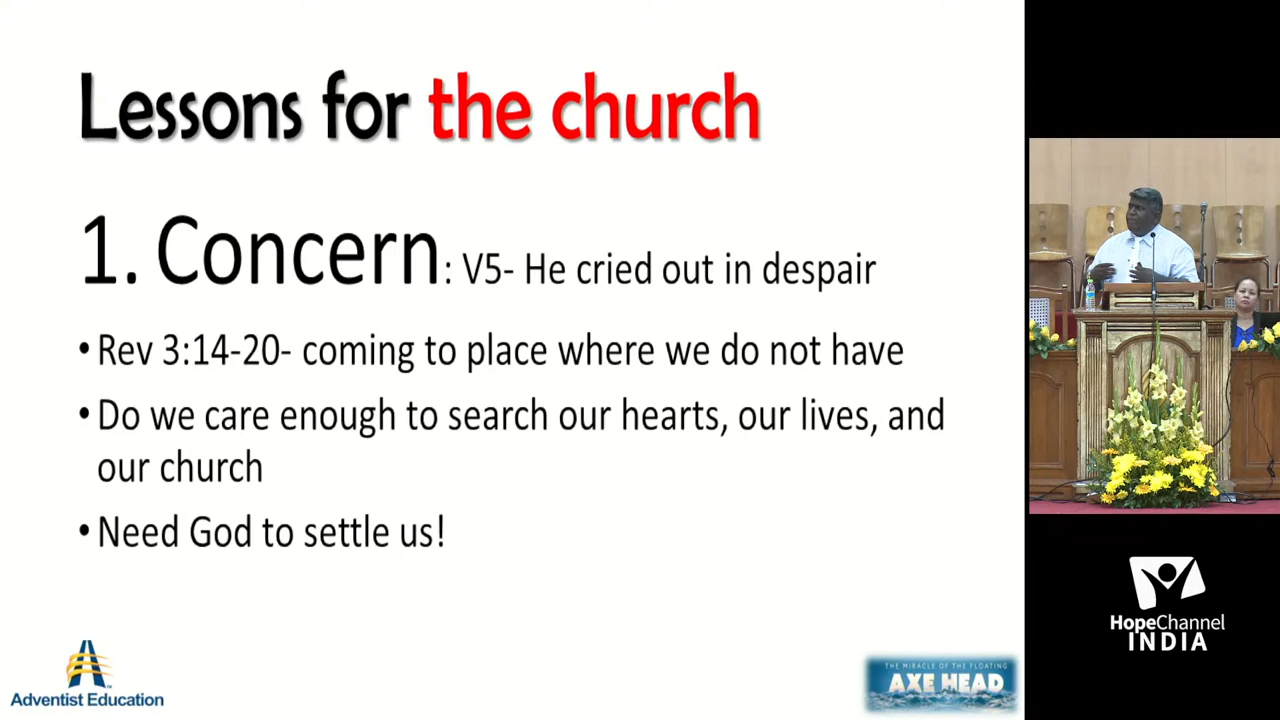 Lessons for the church
1. Concern: V5- He cried out in despair
• Rev 3:14-20- coming to place where we do not have
• Do we care enough to search our hearts, our lives, and
our church
• Need God to settle us!
Adventist Education
THE MIRACLE OF THE FLOATING
AXE HEAD
HopeChannel
INDIA